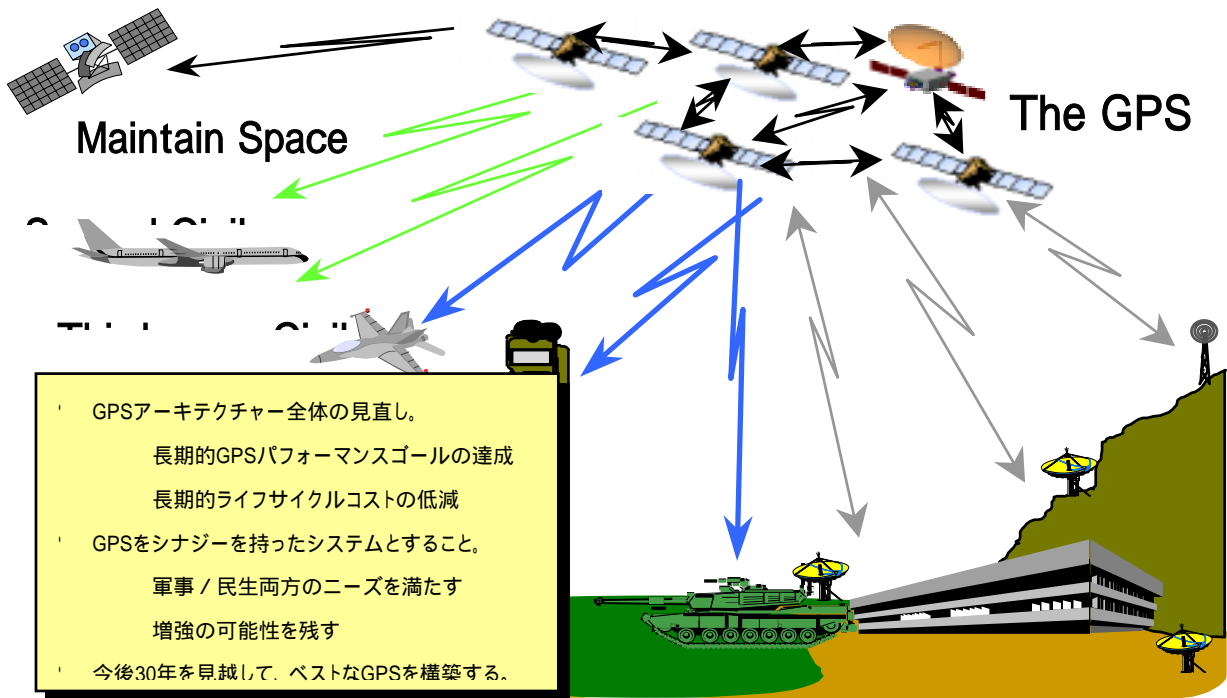 The GPS
Maintain Space
Second Civil
Civil
GPSアーキテクチャー全体の見直し。
長期的GPSパフォーマンスゴールの達成
長期的ライフサイクルコストの低減
GPSをシナジーを持ったシステムとすること。
軍事 / 民生両方のニーズを満たす
増強の可能性を残す
今後30年を見越して、ベストなGPSを構築する。